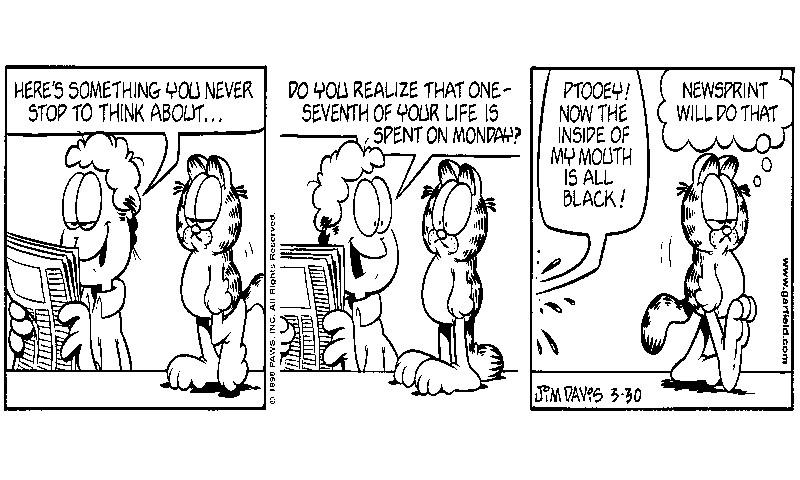 HERE'S SOMETHING YOU NEVER
STOP TO THINK ABOUT...
DO YOU REALIZE THAT ONE-
SEVENTH OF YOUR LIFE IS
SPENT ON MONDAY?
© 1998 PAWS, INC. All Rights Reserved.
PTOOEY!
NOW THE
INSIDE OF
MY MOUTH
IS ALL
BLACK!
NEWSPRINT
WILL DO THAT
www.garfield.com
JIM DAVIS 3-30